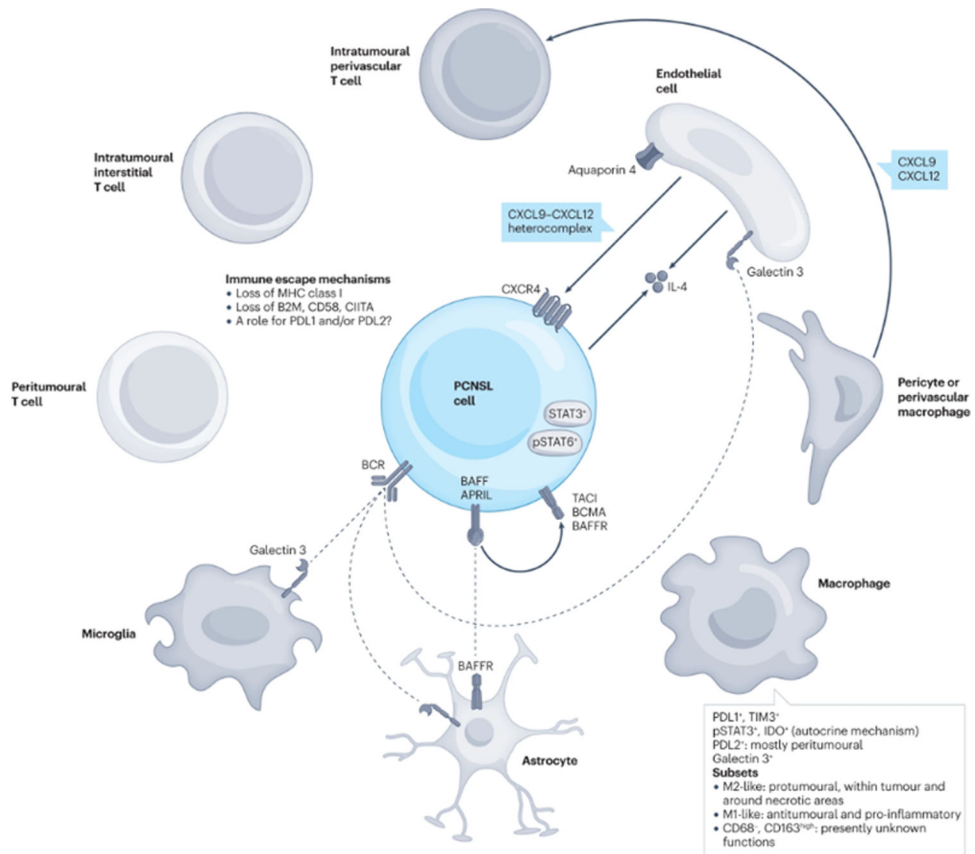 Intratumoural
perivascular
T cell
Endothelial
cell
Intratumoural
interstitial
T cell
Aquaporin 4
CXCL9
CXCL12
CXCL9–CXCL12
heterocomplex
Galectin 3
IL-4
CXCR4
Immune escape mechanisms
• Loss of MHC class I
• Loss of B2M, CD58, CIITA
• A role for PDL1 and/or PDL2?
Peritumoural
T cell
PCNSL
cell
STAT3⁺
pSTAT6⁺
Pericyte or
perivascular
macrophage
BCR
BAFF
APRIL
TACI
BCMA
BAFFR
Galectin 3
Microglia
Macrophage
BAFFR
Astrocyte
PDL1⁺, TIM3⁺
pSTAT3⁺, IDO⁺ (autocrine mechanism)
PDL2⁺: mostly peritumoural
Galectin 3⁺
Subsets
• M2-like: protumoural, within tumour and
around necrotic areas
• M1-like: antitumoural and pro-inflammatory
• CD68⁻, CD163ʰⁱᵍʰ: presently unknown
functions